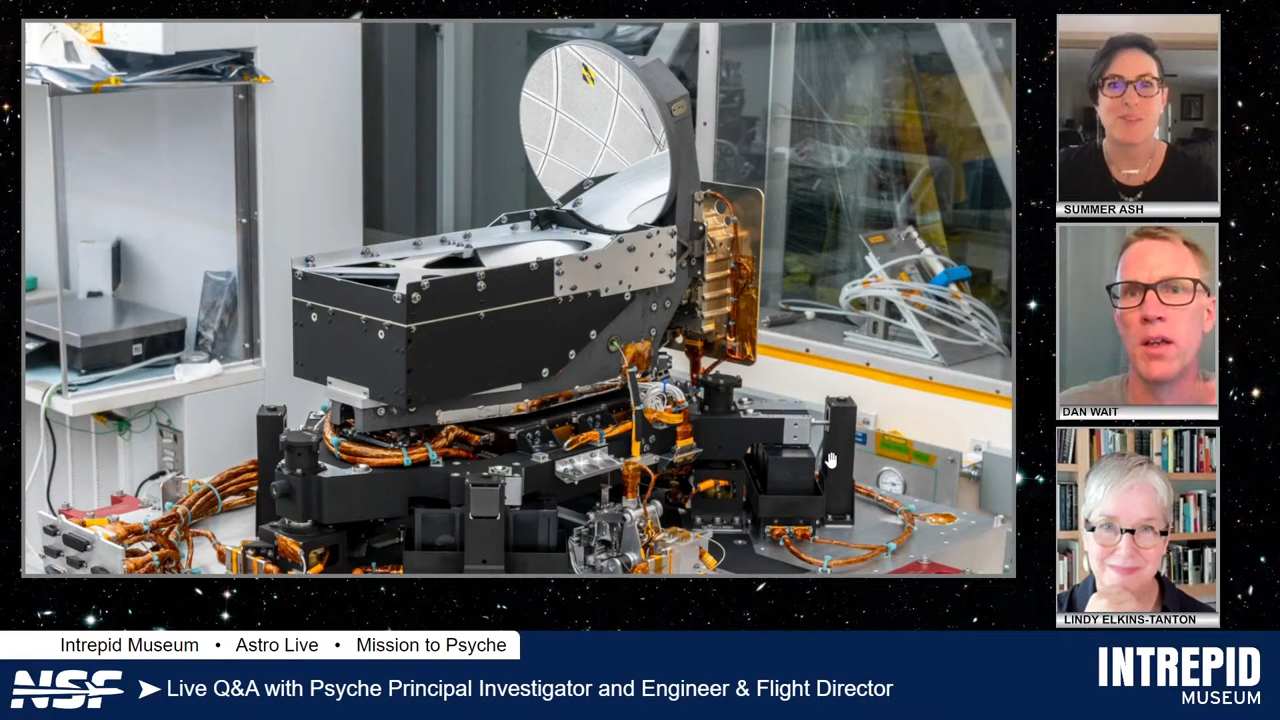 SUMMER ASH
DAN WAIT
LINDY ELKINS-TANTON
Intrepid Museum • Astro Live • Mission to Psyche
NSF
Live Q&A with Psyche Principal Investigator and Engineer & Flight Director
INTREPID
MUSEUM